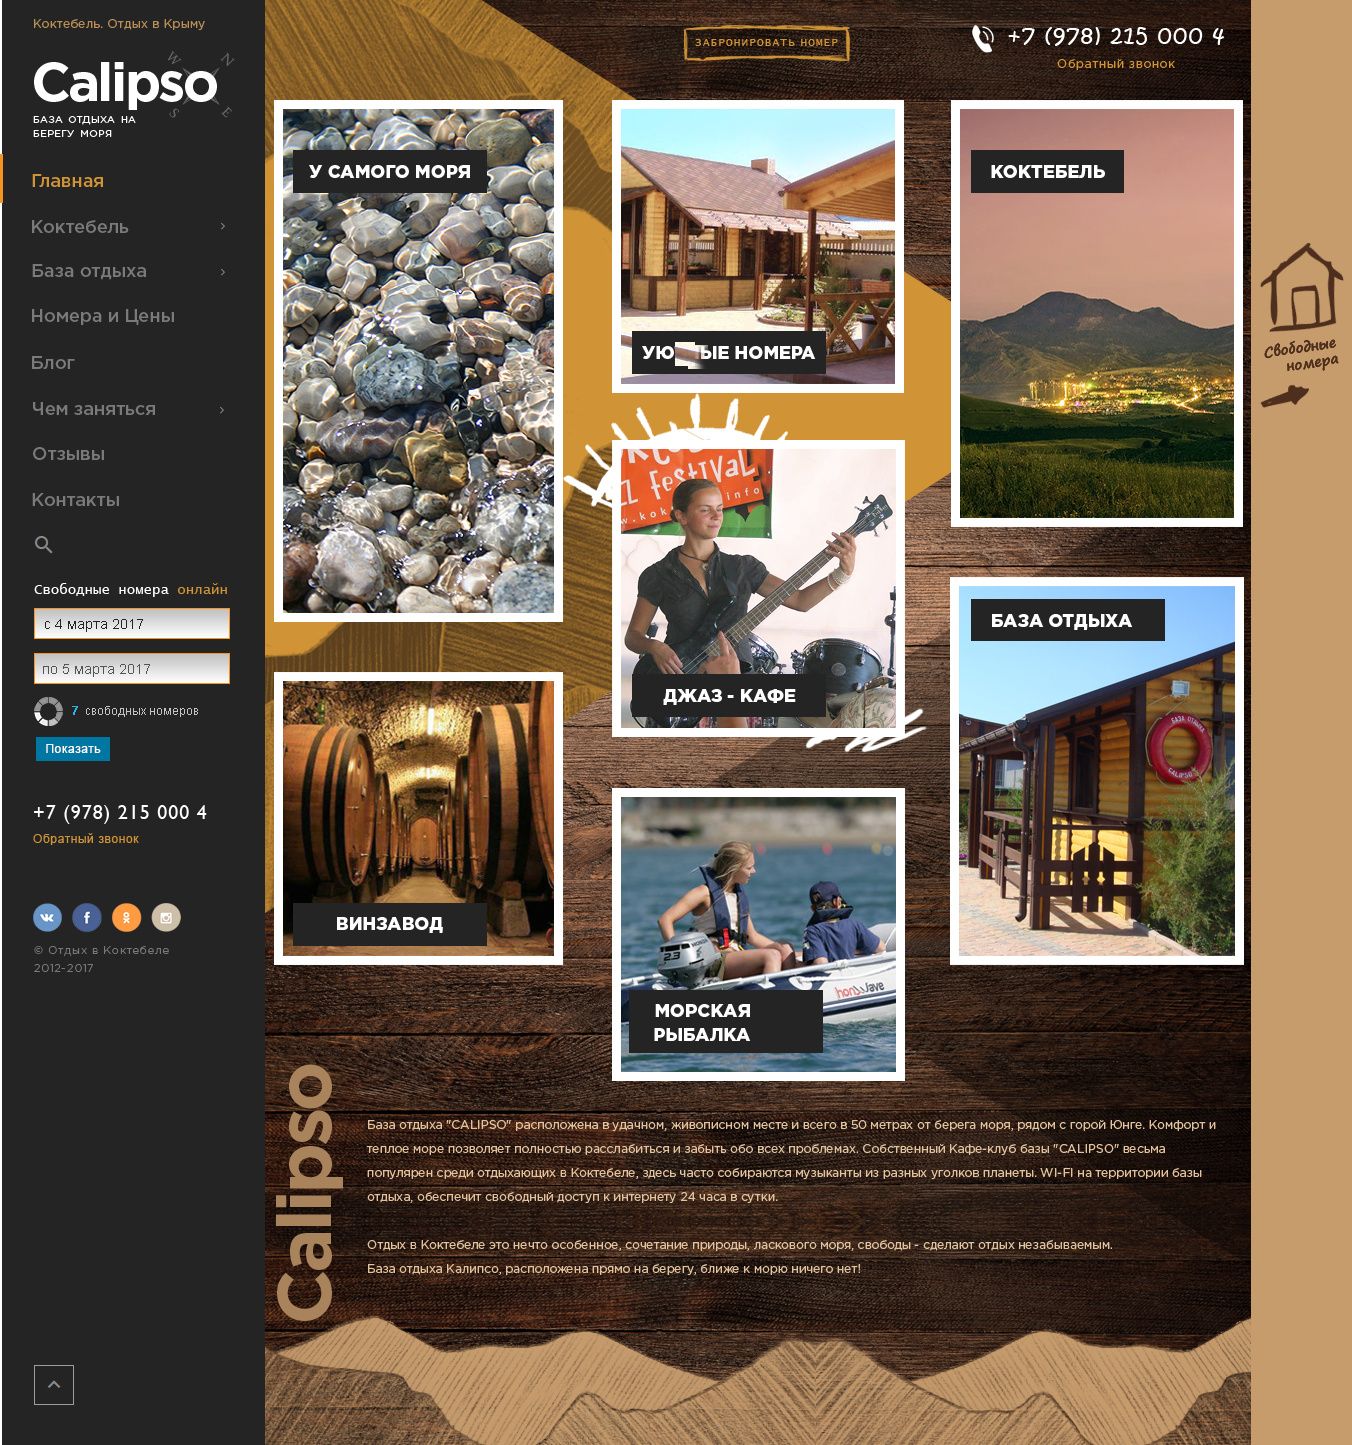 Коктебель. Отдых в Крыму
W N
Calipso
S E
БАЗА ОТДЫХА НА
БЕРЕГУ МОРЯ
Главная
Коктебель
База отдыха
Номера и Цены
Блог
Чем заняться
Отзывы
Контакты
Свободные номера онлайн
с 4 марта 2017
по 5 марта 2017
7 свободных номеров
Показать
+7 (978) 215 000 4
Обратный звонок
© Отдых в Коктебеле
2012-2017
ЗАБРОНИРОВАТЬ НОМЕР
+7 (978) 215 000 4
Обратный звонок
У САМОГО МОРЯ
НОМЕРА
КОКТЕБЕЛЬ
FESTIVAL
ДЖАЗ - КАФЕ
БАЗА ОТДЫХА
БАЗА ОТДЫХА
CALIPSO
ВИНЗАВОД
2.3
МОРСКАЯ
РЫБАЛКА
Свободные
номера
Calipso
База отдыха "CALIPSO" расположена в удачном, живописном месте и всего в 50 метрах от берега моря, рядом с горой Юнге. Комфорт и
теплое море позволяет полностью расслабиться и забыть обо всех проблемах. Собственный Кафе-клуб базы "CALIPSO" весьма
популярен среди отдыхающих в Коктебеле, здесь часто собираются музыканты из разных уголков планеты. WI-FI на территории базы
отдыха, обеспечит свободный доступ к интернету 24 часа в сутки.
Отдых в Коктебеле это нечто особенное, сочетание природы, ласкового моря, свободы - сделают отдых незабываемым.
База отдыха Калипсо, расположена прямо на берегу, ближе к морю ничего нет!